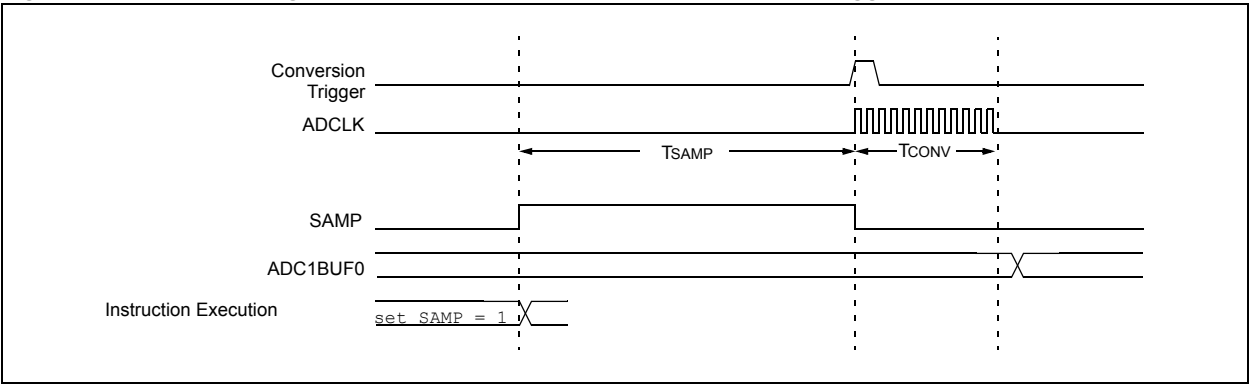 Conversion
Trigger
ADCLK
TSAMP
TCONV
SAMP
ADC1BUF0
Instruction Execution
set SAMP = 1